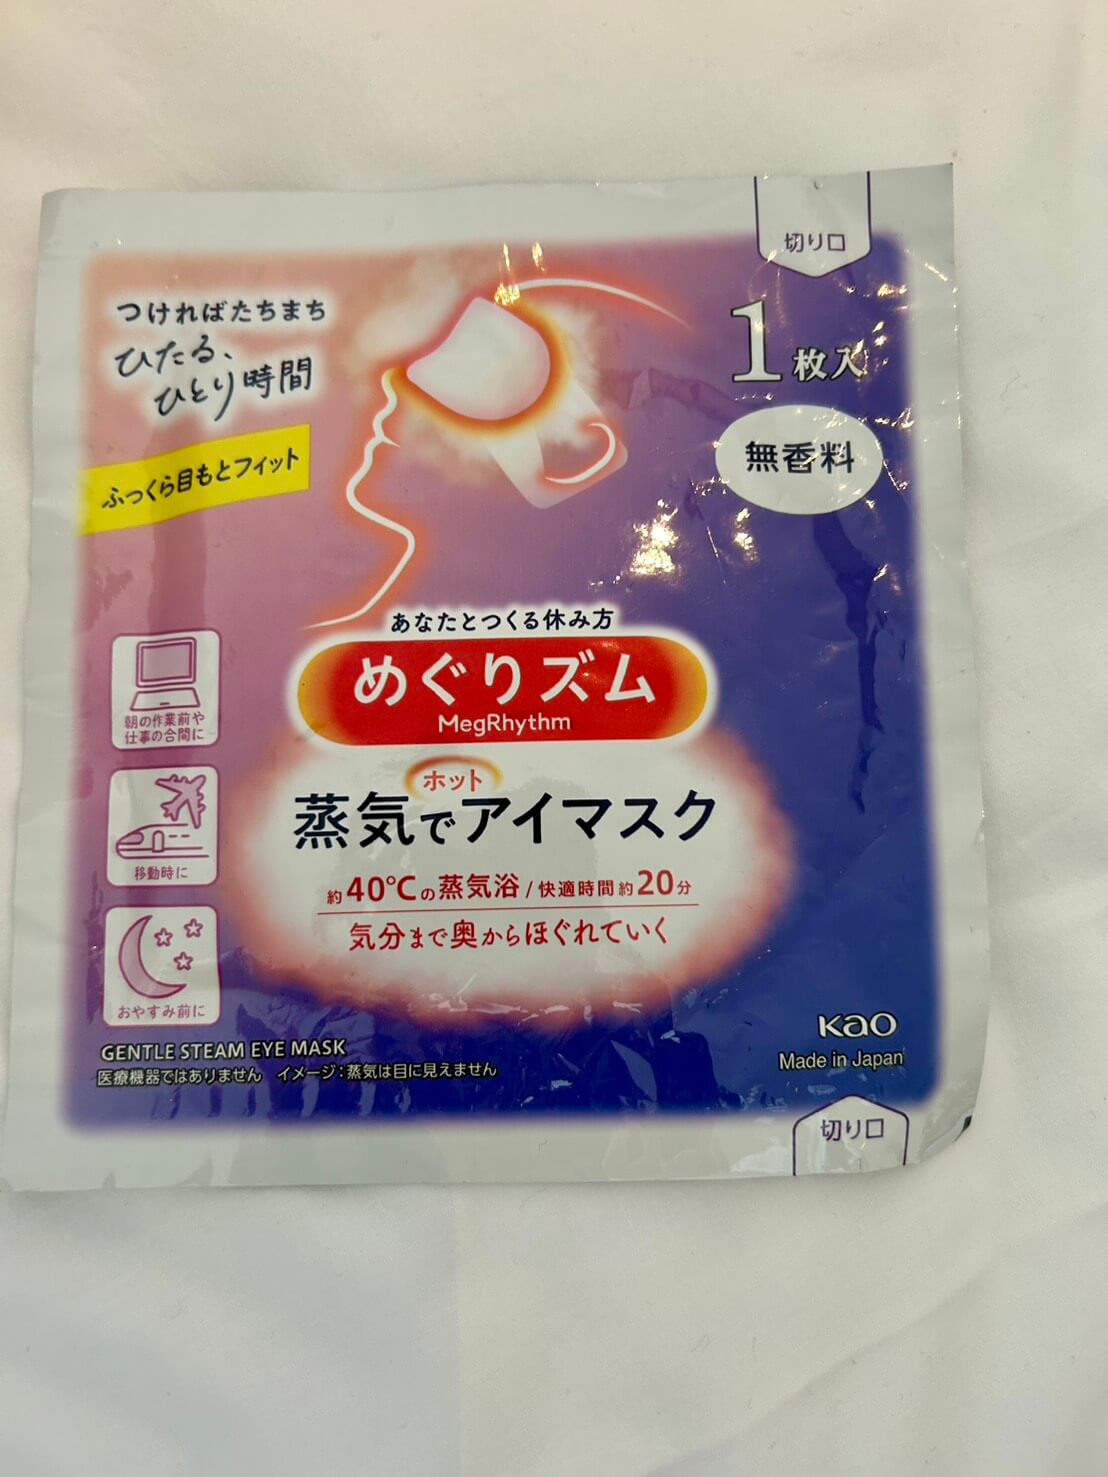 切り口
つければたちまち
ひたる、
ひとり時間
1枚入
無香料
ふっくら目もとフィット
あなたとつくる休み方
めぐりズム
MegRhythm
ホット
蒸気でアイマスク
約40℃の蒸気浴/快適時間約20分
気分まで奥からほぐれていく
朝の作業前や
仕事の合間に
移動時に
おやすみ前に
GENTLE STEAM EYE MASK
医療機器ではありません イメージ:蒸気は目に見えません
Kao
Made in Japan
切り口